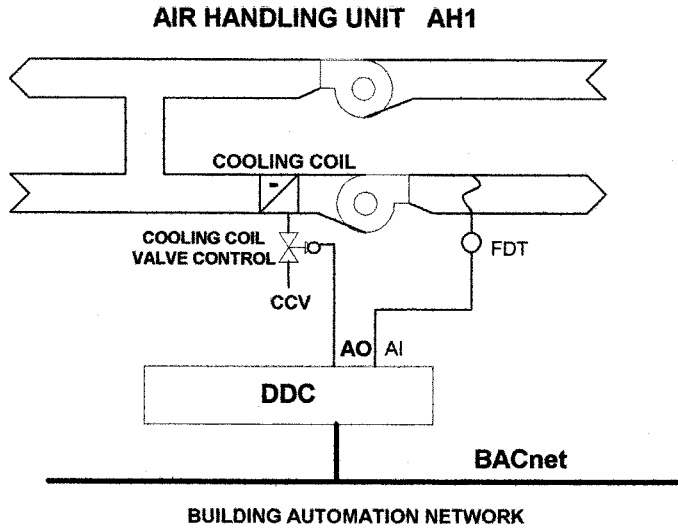 AIR HANDLING UNIT AH1
COOLING COIL
-
COOLING COIL
VALVE CONTROL
FDT
CCV
AO AI
DDC
BACnet
BUILDING AUTOMATION NETWORK